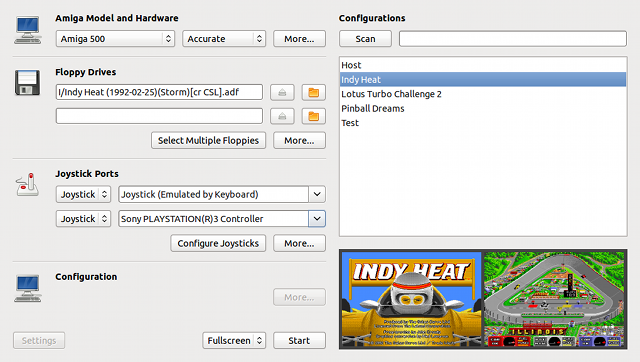 Amiga Model and Hardware
Amiga 500
Accurate
More...
Floppy Drives
I/Indy Heat (1992-02-25)(Storm)[cr CSL].adf
Select Multiple Floppies
More...
Joystick Ports
Joystick
Joystick (Emulated by Keyboard)
Joystick
Sony PLAYSTATION(R)3 Controller
Configure Joysticks
More...
Configuration
More...
Settings
Fullscreen
Start
Configurations
Scan
Host
Indy Heat
Lotus Turbo Challenge 2
Pinball Dreams
Test
INDY HEAT
ILLINOIS